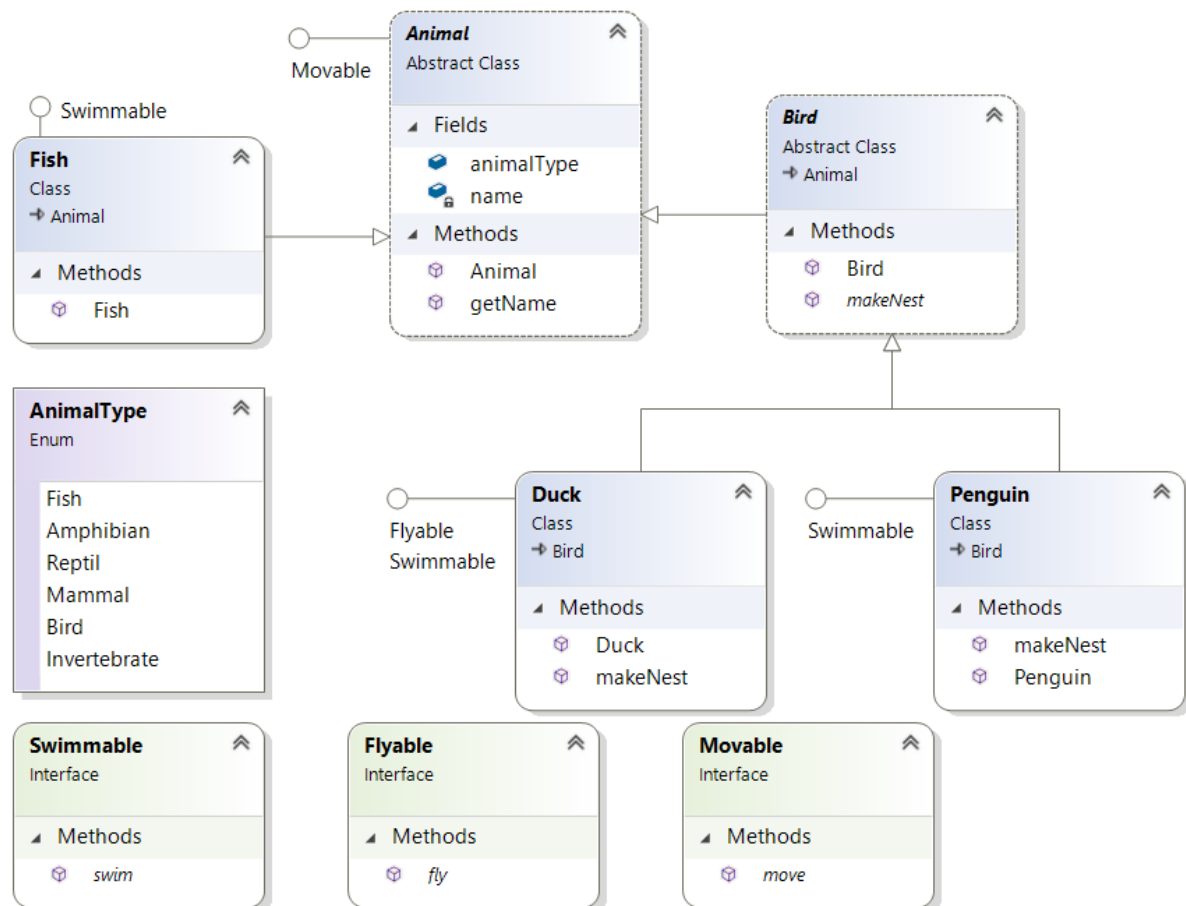 Movable
Animal
Abstract Class
Fields
animalType
name
Methods
Animal
getName
Swimmable
Fish
Class
Animal
Methods
Fish
Bird
Abstract Class
Animal
Methods
Bird
makeNest
AnimalType
Enum
Fish
Amphibian
Reptil
Mammal
Bird
Invertebrate
Flyable
Swimmable
Duck
Class
Bird
Methods
Duck
makeNest
Swimmable
Penguin
Class
Bird
Methods
makeNest
Penguin
Swimmable
Interface
Methods
swim
Flyable
Interface
Methods
fly
Movable
Interface
Methods
move